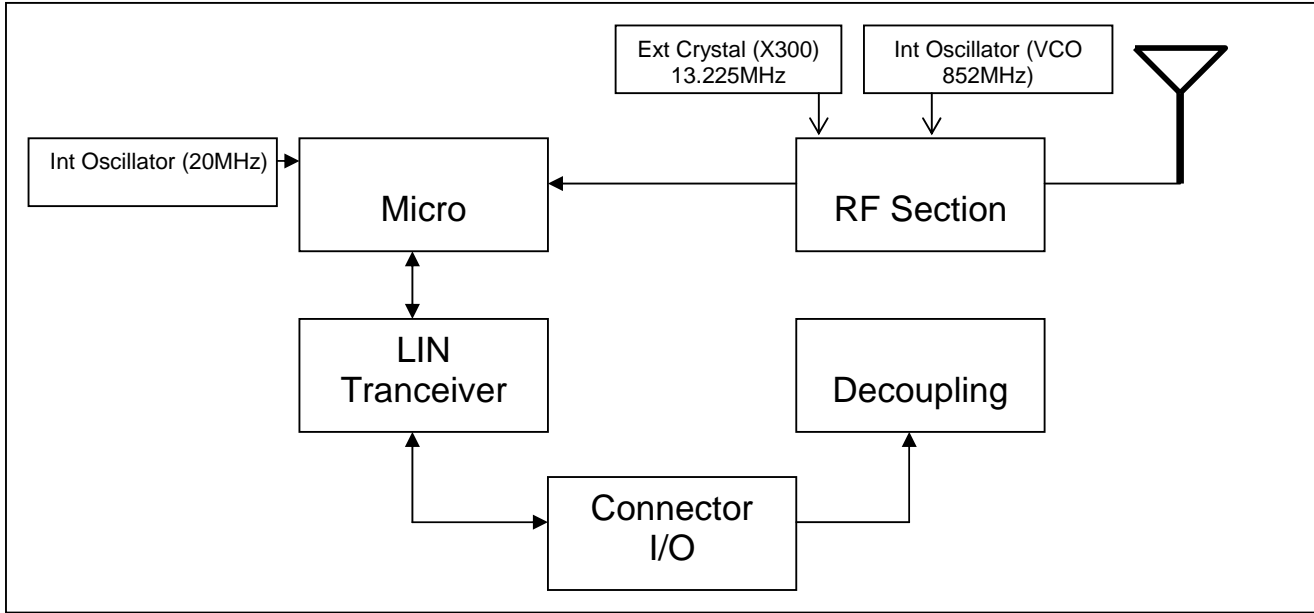 Ext Crystal (X300)
13.225MHz
Int Oscillator (VCO
852MHz)
Int Oscillator (20MHz)
Micro
RF Section
LIN
Tranceiver
Decoupling
Connector
I/O